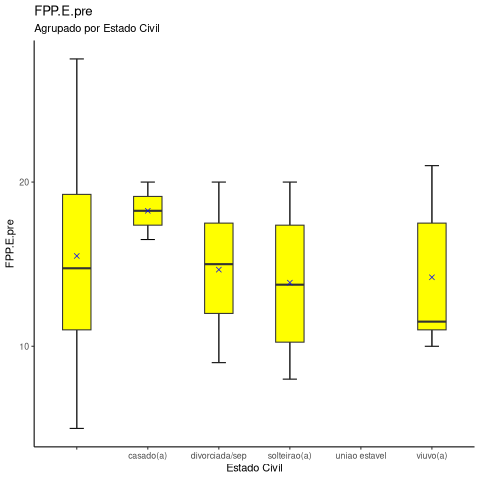 FPP.E.pre
Agrupado por Estado Civil
FPP.E.pre
20
10
casado(a) divorciada/sep solteirao(a) uniao estavel viuvo(a)
Estado Civil